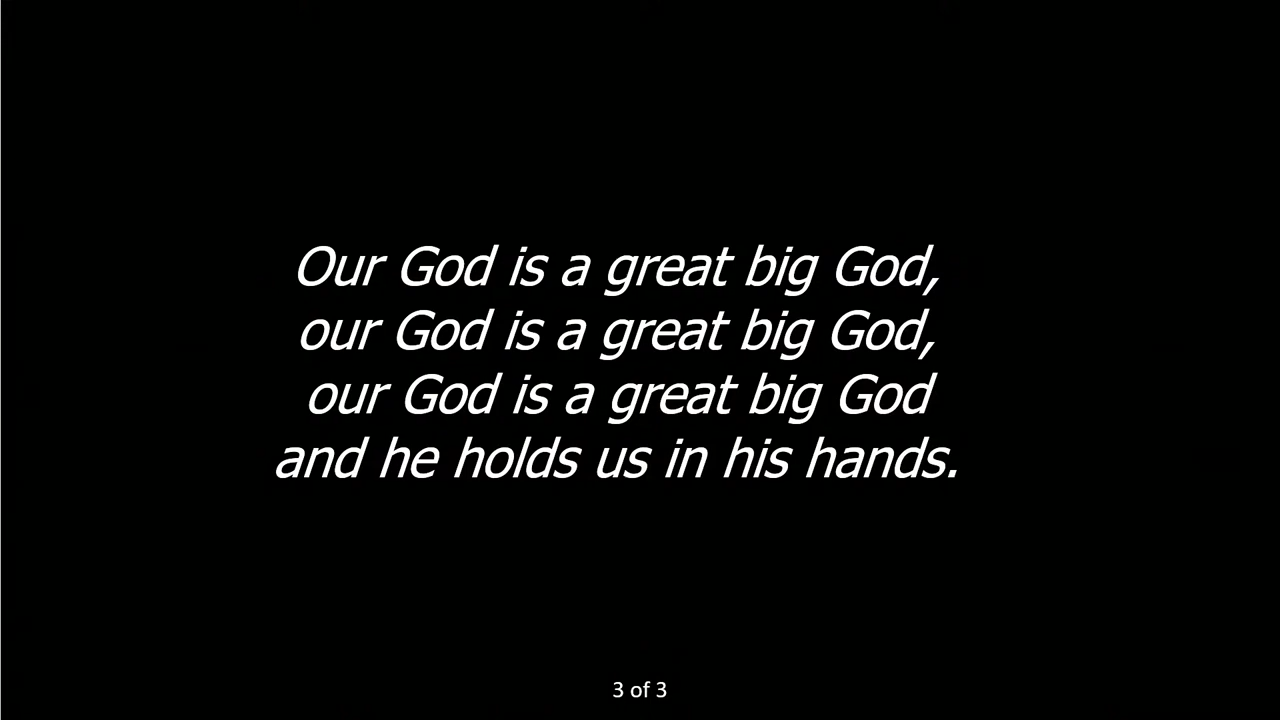 Our God is a great big God,
our God is a great big God,
our God is a great big God
and he holds us in his hands.
3 of 3